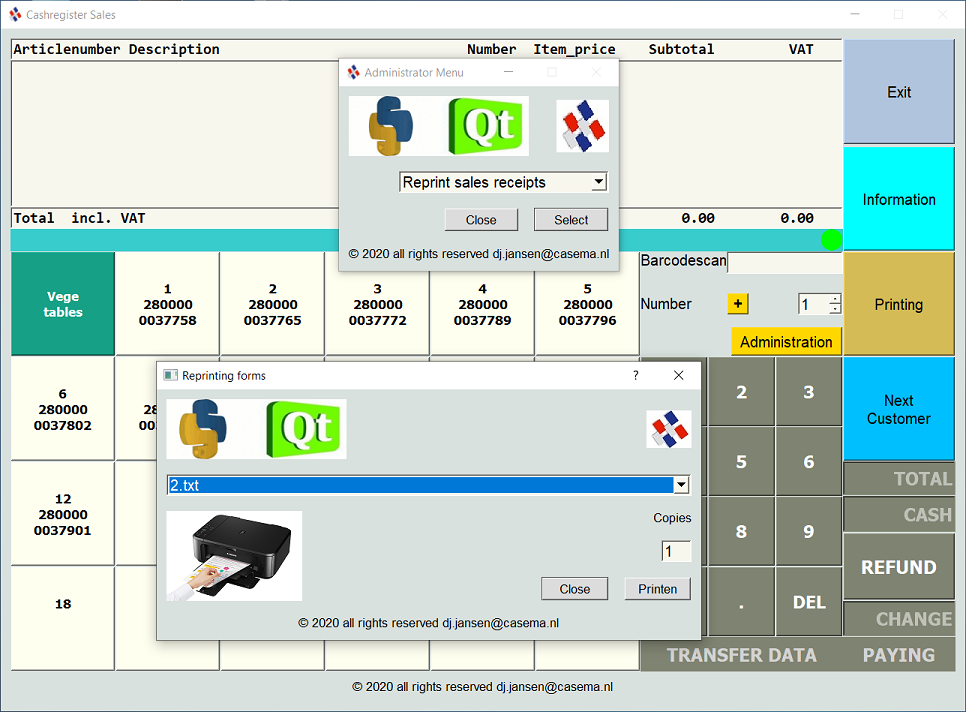 Cashregister Sales
Articlenumber Description Number Item_price Subtotal VAT
Exit
Administrator Menu
Qt
Reprint sales receipts
Close Select
© 2020 all rights reserved dj.jansen@casema.nl
Information
Total incl. VAT 0.00 0.00
Vege
tables
1
280000
0037758
2
280000
0037765
3
280000
0037772
4
280000
0037789
5
280000
0037796
Barcodescan
Number + 1
Administration
Printing
6
280000
0037802
Reprinting forms ?
Qt
2.txt
Copies
1
Close Printen
© 2020 all rights reserved dj.jansen@casema.nl
2 3
5 6
8 9
. DEL
Next
Customer
TOTAL
CASH
REFUND
CHANGE
12
280000
0037901
18
TRANSFER DATA PAYING
© 2020 all rights reserved dj.jansen@casema.nl